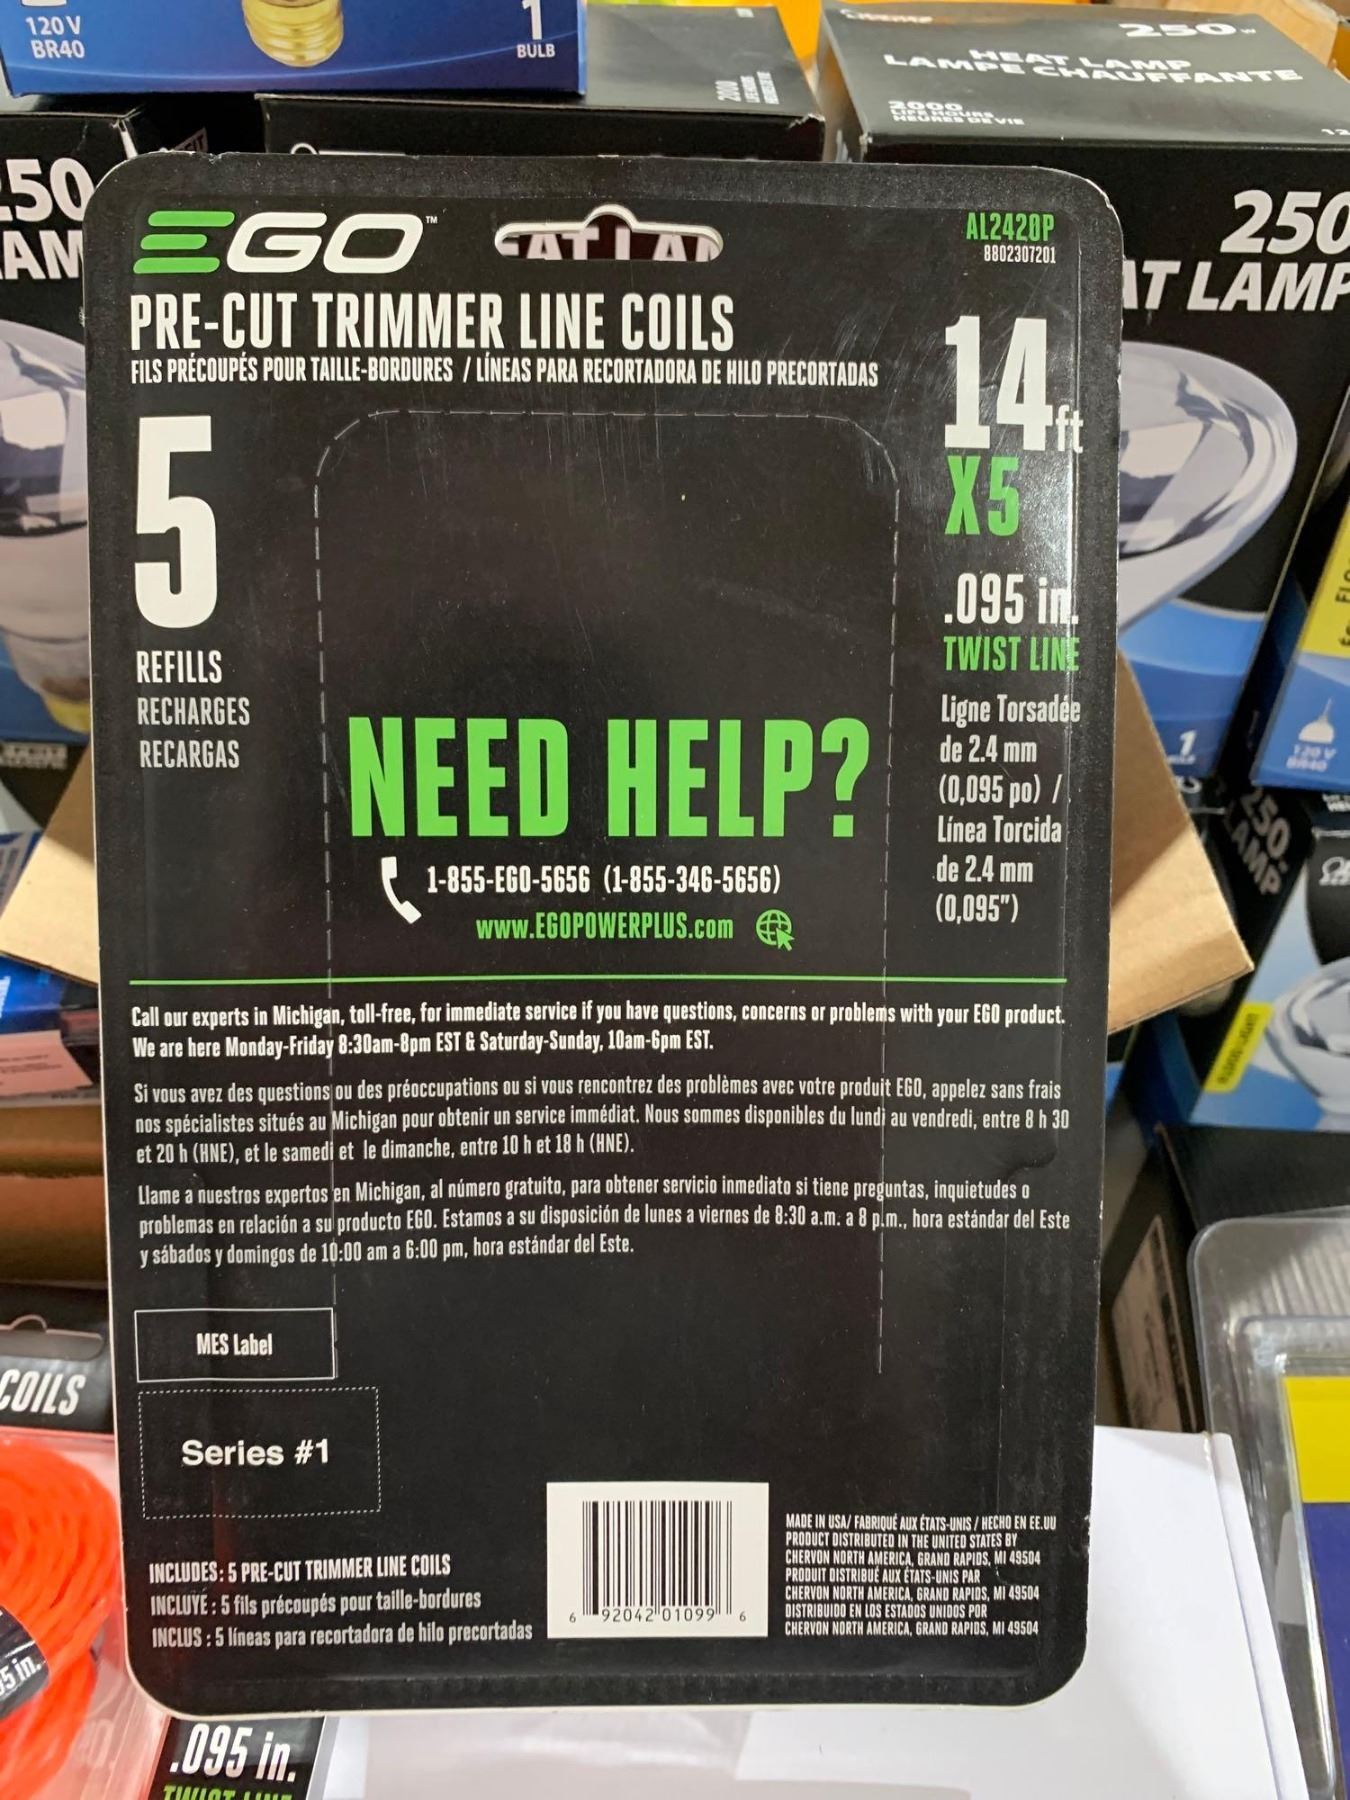 120 V
BR40
1
BULB
2000
250 W
HEAT LAMP
LAMPE CHAUFFANTE
2000
LIFE HOURS
HEURES DE VIE
250
AT LAMP
EGO™
AL2420P
8802307201
PRE-CUT TRIMMER LINE COILS
FILS PRÉCOUPÉS POUR TAILLE-BORDURES / LÍNEAS PARA RECORTADORA DE HILO PRECORTADAS
14ft
X5
5
REFILLS
RECHARGES
RECARGAS
.095 in.
TWIST LINE
Ligne Torsadée
de 2.4 mm
(0,095 po) /
Línea Torcida
de 2.4 mm
(0,095")
NEED HELP?
1-855-EGO-5656 (1-855-346-5656)
www.EGOPOWERPLUS.com
Call our experts in Michigan, toll-free, for immediate service if you have questions, concerns or problems with your EGO product.
We are here Monday-Friday 8:30am-8pm EST & Saturday-Sunday, 10am-6pm EST.
Si vous avez des questions ou des préoccupations ou si vous rencontrez des problèmes avec votre produit EGO, appelez sans frais
nos spécialistes situés au Michigan pour obtenir un service immédiat. Nous sommes disponibles du lundi au vendredi, entre 8 h 30
et 20 h (HNE), et le samedi et le dimanche, entre 10 h et 18 h (HNE).
Llame a nuestros expertos en Michigan, al número gratuito, para obtener servicio inmediato si tiene preguntas, inquietudes o
problemas en relación a su producto EGO. Estamos a su disposición de lunes a viernes de 8:30 a.m. a 8 p.m., hora estándar del Este
y sábados y domingos de 10:00 am a 6:00 pm, hora estándar del Este.
MES Label
Series #1
INCLUDES: 5 PRE-CUT TRIMMER LINE COILS
INCLUYE : 5 fils précoupés pour taille-bordures
INCLUS : 5 líneas para recortadora de hilo precortadas
6 92042 01099 6
MADE IN USA/ FABRIQUÉ AUX ÉTATS-UNIS / HECHO EN EE.UU
PRODUCT DISTRIBUTED IN THE UNITED STATES BY
CHERVON NORTH AMERICA, GRAND RAPIDS, MI 49504
PRODUIT DISTRIBUÉ AUX ÉTATS-UNIS PAR
CHERVON NORTH AMERICA, GRAND RAPIDS, MI 49504
DISTRIBUIDO EN LOS ESTADOS UNIDOS POR
CHERVON NORTH AMERICA, GRAND RAPIDS, MI 49504
1
120 V
BR40
COILS
5 in.
.095 in.
TWIST LINE